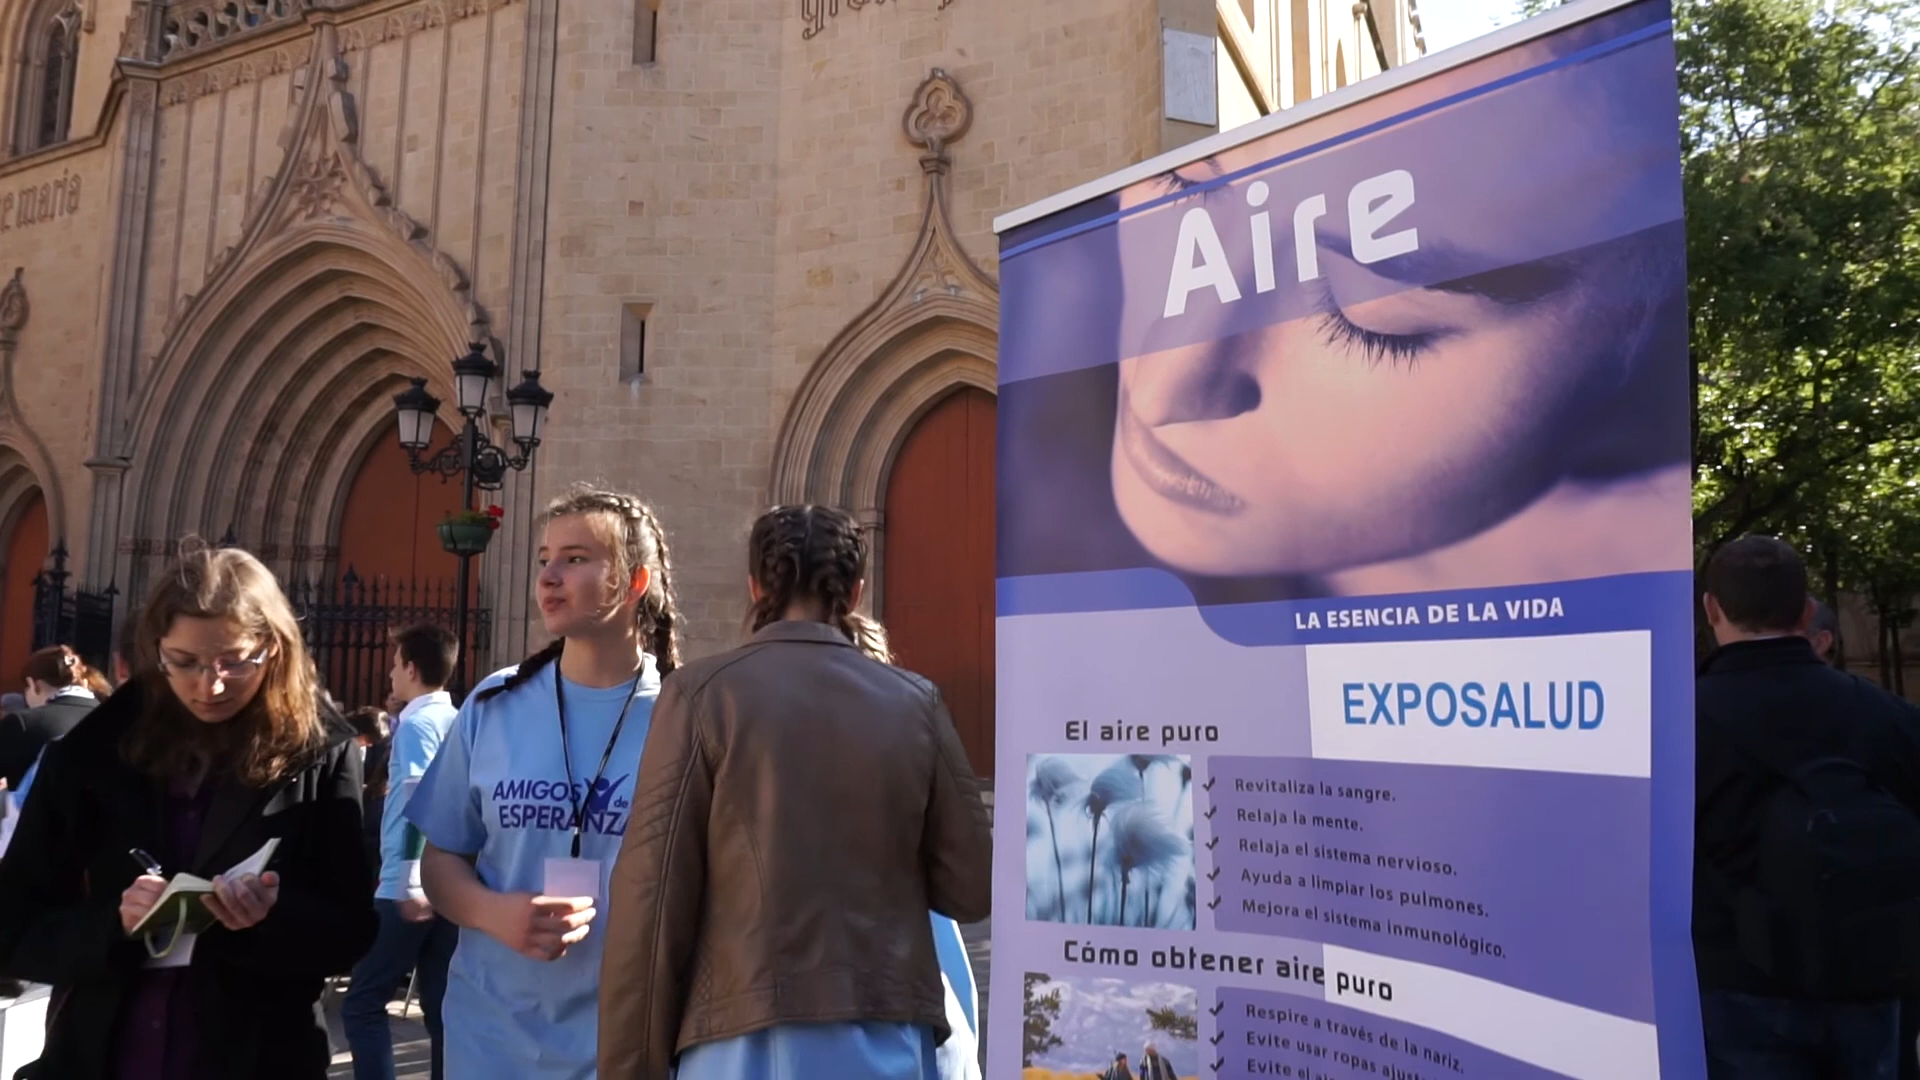 e maria
Aire
LA ESENCIA DE LA VIDA
EXPOSALUD
El aire puro
Revitaliza la sangre.
Relaja la mente.
Relaja el sistema nervioso.
Ayuda a limpiar los pulmones.
Mejora el sistema inmunológico.
Cómo obtener aire puro
Respire a través de la nariz.
Evite usar ropas
Evite el
AMIGOS de
ESPERANZA